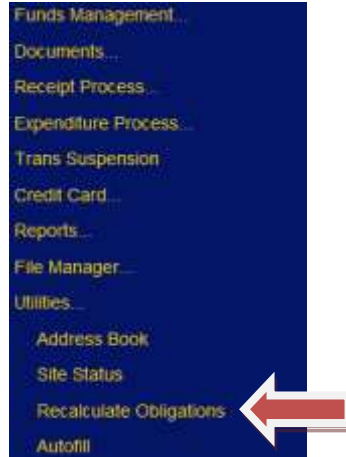 Funds Management...
Documents...
Receipt Process...
Expenditure Process...
Trans Suspension
Credit Card...
Reports...
File Manager...
Utilities...
Address Book
Site Status
Recalculate Obligations
Autofill